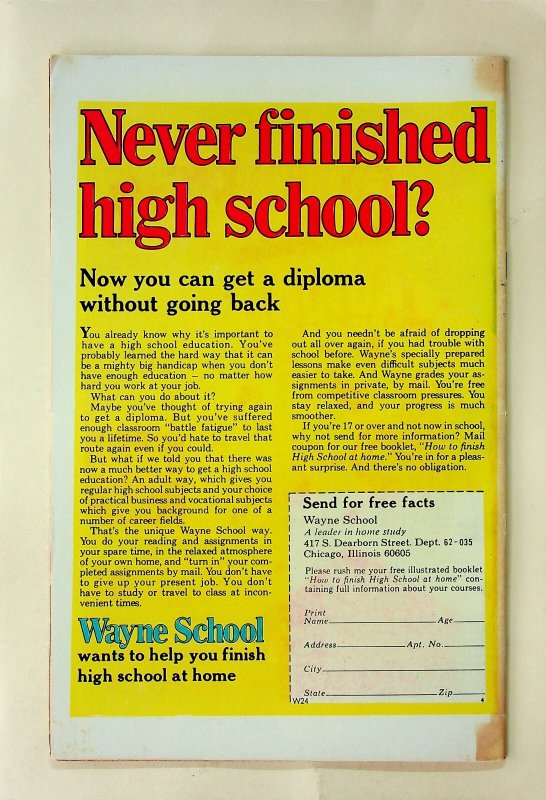 Never finished
high school?
Now you can get a diploma
without going back
You already know why it's important to
have a high school education. You've
probably learned the hard way that it can
be a mighty big handicap when you don't
have enough education – no matter how
hard you work at your job.
What can you do about it?
Maybe you've thought of trying again
to get a diploma. But you've suffered
enough classroom "battle fatigue" to last
you a lifetime. So you'd hate to travel that
route again even if you could.
But what if we told you that there was
now a much better way to get a high school
education? An adult way, which gives you
regular high school subjects and your choice
of practical business and vocational subjects
which give you background for one of a
number of career fields.
That's the unique Wayne School way.
You do your reading and assignments in
your spare time, in the relaxed atmosphere
of your own home, and "turn in" your com-
pleted assignments by mail. You don't have
to give up your present job. You don't
have to study or travel to class at incon-
venient times.
Wayne School
wants to help you finish
high school at home
And you needn't be afraid of dropping
out all over again, if you had trouble with
school before. Wayne's specially prepared
lessons make even difficult subjects much
easier to take. And Wayne grades your as-
signments in private, by mail. You're free
from competitive classroom pressures. You
stay relaxed, and your progress is much
smoother.
If you're 17 or over and not now in school,
why not send for more information? Mail
coupon for our free booklet, "How to finish
High School at home." You're in for a pleas-
ant surprise. And there's no obligation.
Send for free facts
Wayne School
A leader in home study
417 S. Dearborn Street. Dept. 62-035
Chicago, Illinois 60605
Please rush me your free illustrated booklet
"How to finish High School at home" con-
taining full information about your courses.
Print
Name Age
Address Apt. No.
City
State Zip
W24 4